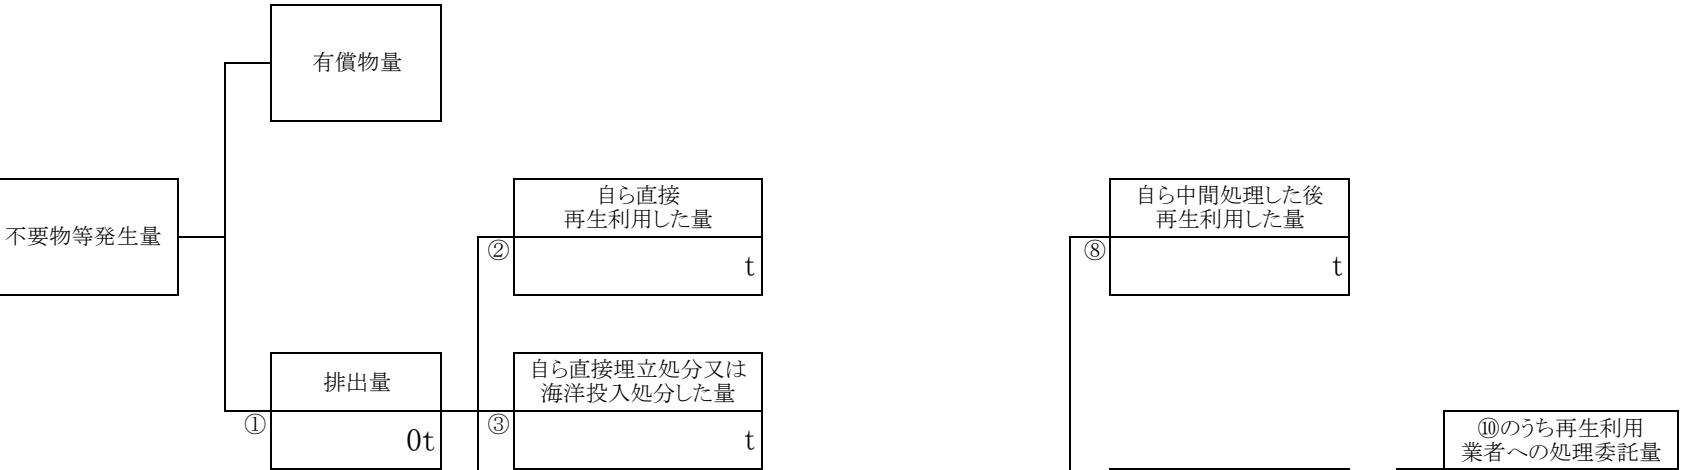 有償物量
不要物等発生量
自ら直接
再生利用した量
②
t
自ら中間処理した後
再生利用した量
⑧
t
排出量
①
0t
自ら直接埋立処分又は
海洋投入処分した量
③
t
⑩のうち再生利用
業者への処理委託量